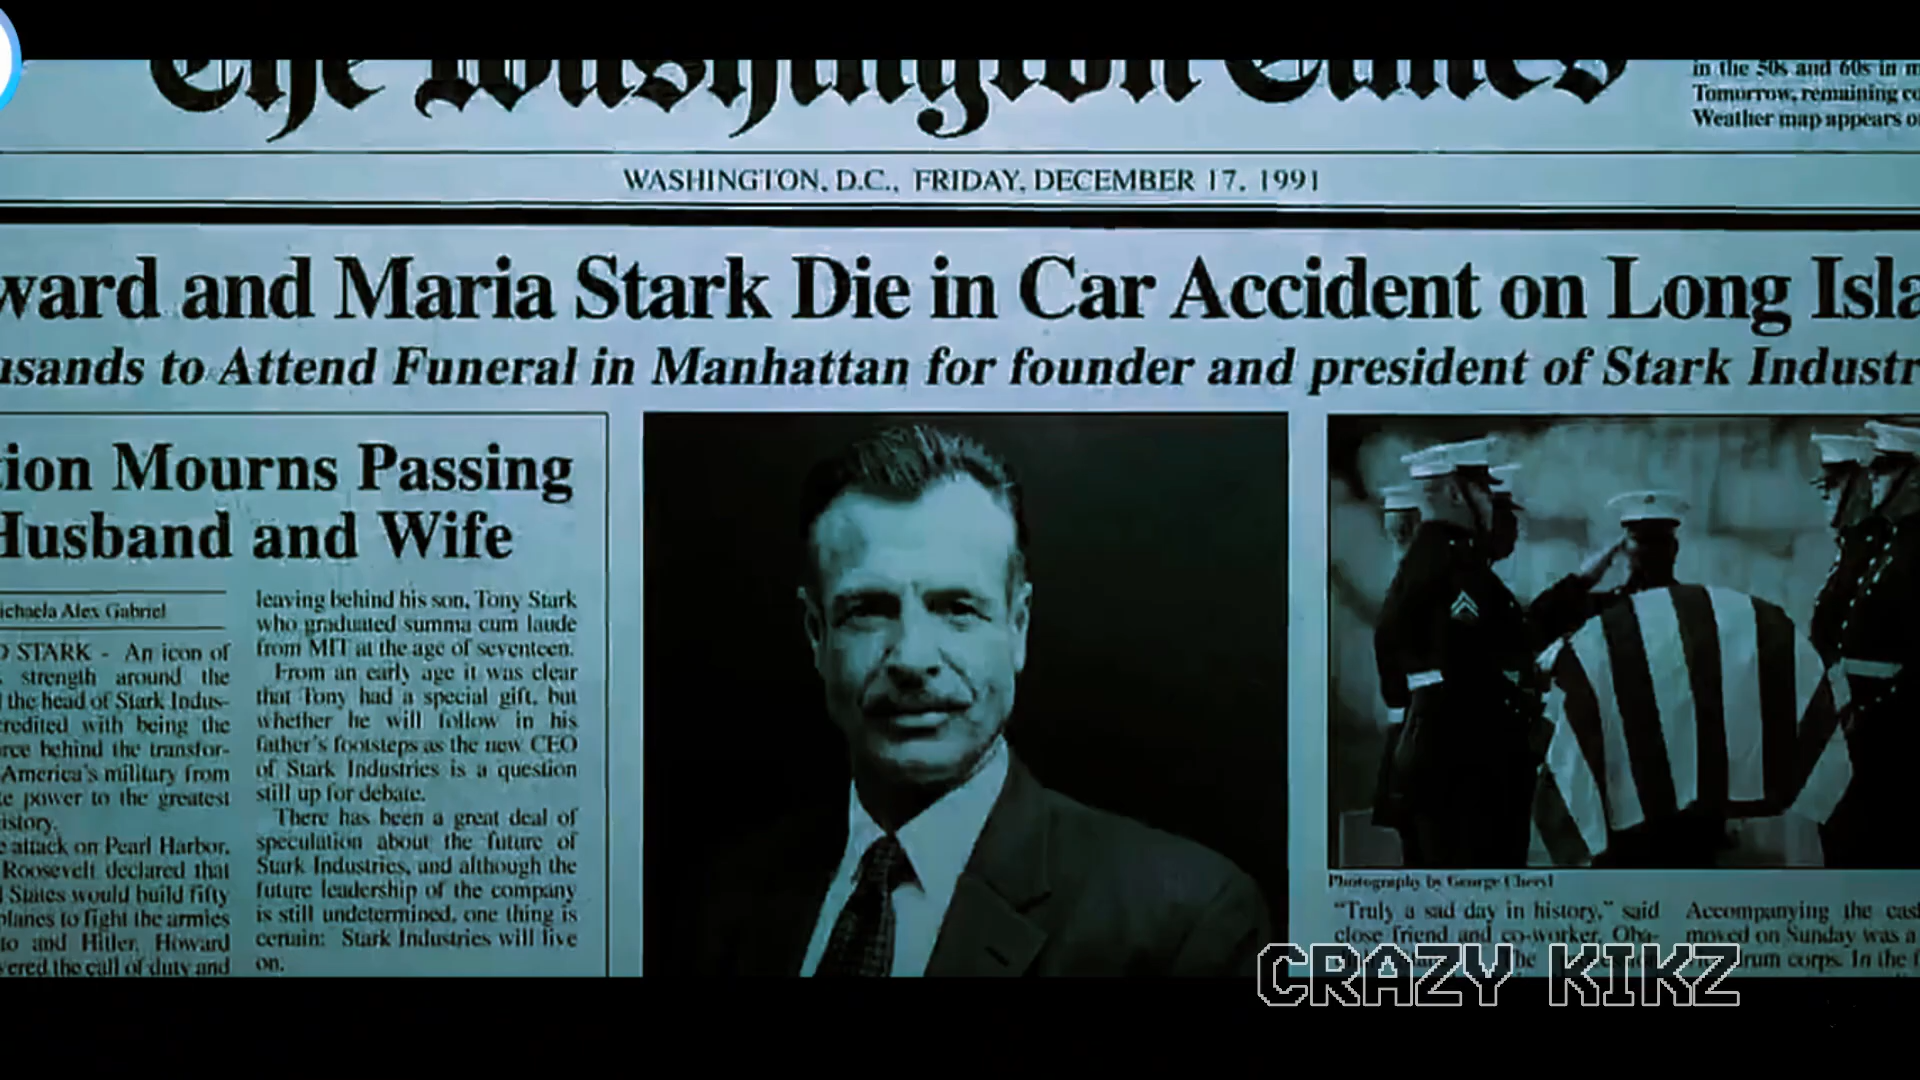 The Washington Times
in the 50s and 60s in
Tomorrow, remaining
Weather map appears
WASHINGTON, D.C., FRIDAY, DECEMBER 17, 1991
ward and Maria Stark Die in Car Accident on Long Isla
usands to Attend Funeral in Manhattan for founder and president of Stark Industr
tion Mourns Passing
Husband and Wife
ichaela Alex Gabriel
STARK - An icon of
strength around the
the head of Stark Indus-
redited with being the
rce behind the transfor-
America's military from
te power to the greatest
istory.
e attack on Pearl Harbor,
Roosevelt declared that
States would build fifty
planes to fight the armies
to and Hitler. Howard
vered the call of duty and
leaving behind his son, Tony Stark
who graduated summa cum laude
from MIT at the age of seventeen.
From an early age it was clear
that Tony had a special gift, but
whether he will follow in his
father's footsteps as the new CEO
of Stark Industries is a question
still up for debate.
There has been a great deal of
speculation about the future of
Stark Industries, and although the
future leadership of the company
is still undetermined, one thing is
certain: Stark Industries will live
on.
Photography by George Cheryl
"Truly a sad day in history," said
close friend and co-worker, Oba-
The
Accompanying the cas
moved on Sunday was a
drum corps. In the f
CRAZY KIKZ